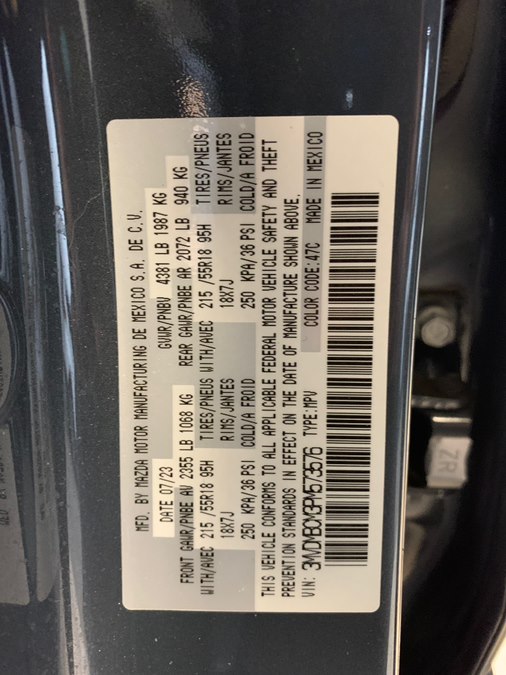 MFD. BY MAZDA MOTOR MANUFACTURING DE MEXICO S.A. DE C.V.
DATE 07/23 GVWR/PNBV 4381 LB 1987 KG
FRONT GAWR/PNBE AV 2355 LB 1068 KG REAR GAWR/PNBE AR 2072 LB 940 KG
WITH/AVEC 215 /55R18 95H TIRES/PNEUS WITH/AVEC 215 /55R18 95H TIRES/PNEUS
18X7J RIMS/JANTES 18X7J RIMS/JANTES
250 KPA/36 PSI COLD/A FROID 250 KPA/36 PSI COLD/A FROID
THIS VEHICLE CONFORMS TO ALL APPLICABLE FEDERAL MOTOR VEHICLE SAFETY AND THEFT
PREVENTION STANDARDS IN EFFECT ON THE DATE OF MANUFACTURE SHOWN ABOVE.
VIN: 3MVDMBCM3PM573576 TYPE:MPV COLOR CODE:47C MADE IN MEXICO
ZR1